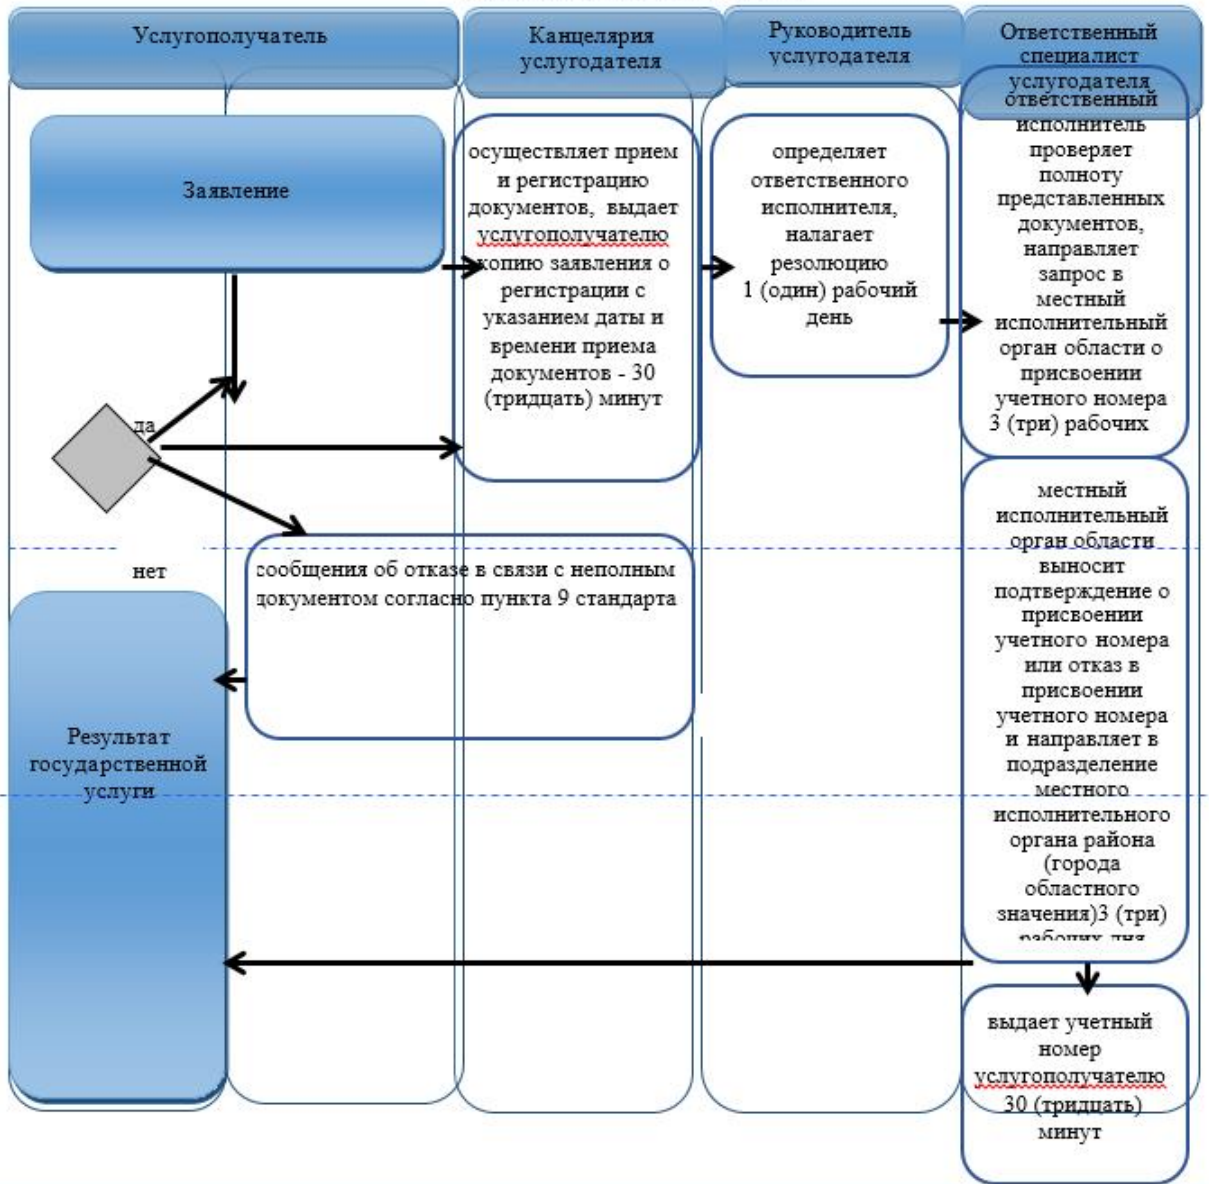 Услугополучатель
Канцелярия
услугодателя
Руководитель
услугодателя
Ответственный
специалист
услугодателя
Заявление
осуществляет прием
и регистрацию
документов, выдает
услугополучателю
копию заявления о
регистрации с
указанием даты и
времени приема
документов - 30
(тридцать) минут
определяет
ответственного
исполнителя,
налагает
резолюцию
1 (один) рабочий
день
ответственный
исполнитель
проверяет
полноту
представленных
документов,
направляет
запрос в
местный
исполнительный
орган области о
присвоении
учетного номера
3 (три) рабочих
да
нет
сообщения об отказе в связи с неполным
документом согласно пункта 9 стандарта
местный
исполнительный
орган области
выносит
подтверждение о
присвоении
учетного номера
или отказ в
присвоении
учетного номера
и направляет в
подразделение
местного
исполнительного
органа района
(города
областного
значения)3 (три)
рабочих дня
Результат
государственной
услуги
выдает учетный
номер
услугополучателю
30 (тридцать)
минут